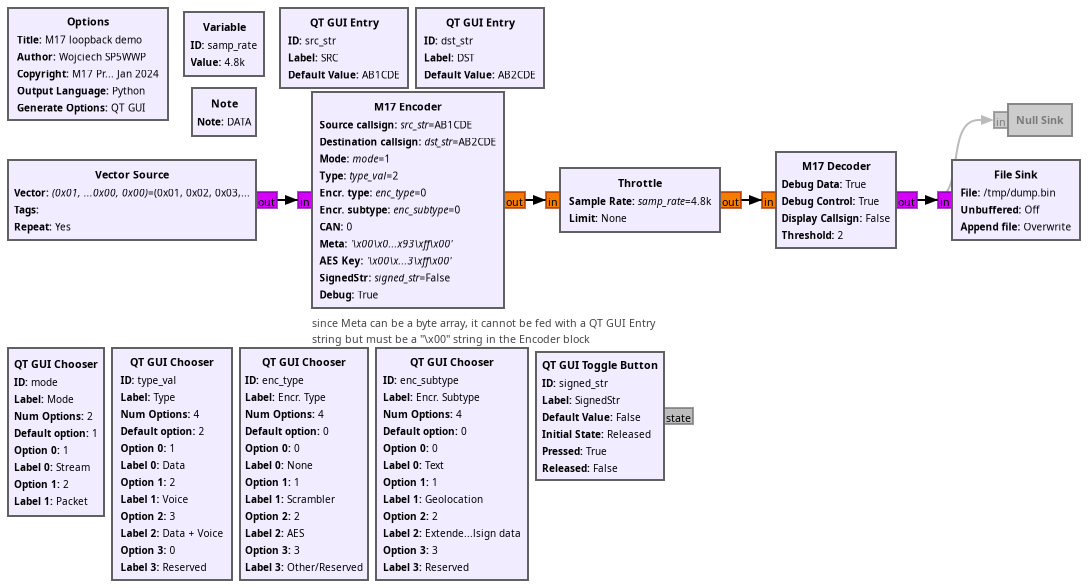 Options
Title: M17 loopback demo
Author: Wojciech SP5WWP
Copyright: M17 Pr... Jan 2024
Output Language: Python
Generate Options: QT GUI
Variable
ID: samp_rate
Value: 4.8k
Note
Note: DATA
QT GUI Entry
ID: src_str
Label: SRC
Default Value: AB1CDE
QT GUI Entry
ID: dst_str
Label: DST
Default Value: AB2CDE
Vector Source
Vector: (0x01, ...0x00, 0x00)=(0x01, 0x02, 0x03,...
Tags:
Repeat: Yes
out
in
M17 Encoder
Source callsign: src_str=AB1CDE
Destination callsign: dst_str=AB2CDE
Mode: mode=1
Type: type_val=2
Encr. type: enc_type=0
Encr. subtype: enc_subtype=0
CAN: 0
Meta: '\x00\x0...x93\xff\x00'
AES Key: '\x00\x...3\xff\x00'
SignedStr: signed_str=False
Debug: True
out
in
Throttle
Sample Rate: samp_rate=4.8k
Limit: None
out
in
M17 Decoder
Debug Data: True
Debug Control: True
Display Callsign: False
Threshold: 2
out
in
Null Sink
in
File Sink
File: /tmp/dump.bin
Unbuffered: Off
Append file: Overwrite
since Meta can be a byte array, it cannot be fed with a QT GUI Entry
string but must be a "\x00" string in the Encoder block
QT GUI Chooser
ID: mode
Label: Mode
Num Options: 2
Default option: 1
Option 0: 1
Label 0: Stream
Option 1: 2
Label 1: Packet
QT GUI Chooser
ID: type_val
Label: Type
Num Options: 4
Default option: 2
Option 0: 1
Label 0: Data
Option 1: 2
Label 1: Voice
Option 2: 3
Label 2: Data + Voice
Option 3: 0
Label 3: Reserved
QT GUI Chooser
ID: enc_type
Label: Encr. Type
Num Options: 4
Default option: 0
Option 0: 0
Label 0: None
Option 1: 1
Label 1: Scrambler
Option 2: 2
Label 2: AES
Option 3: 3
Label 3: Other/Reserved
QT GUI Chooser
ID: enc_subtype
Label: Encr. Subtype
Num Options: 4
Default option: 0
Option 0: 0
Label 0: Text
Option 1: 1
Label 1: Geolocation
Option 2: 2
Label 2: Extende...lsign data
Option 3: 3
Label 3: Reserved
QT GUI Toggle Button
ID: signed_str
Label: SignedStr
Default Value: False
Initial State: Released
Pressed: True
Released: False
state